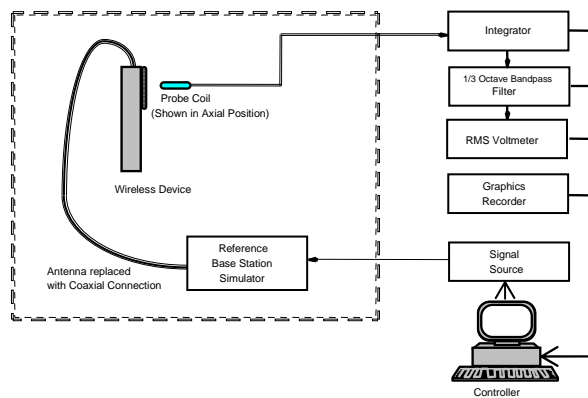 Integrator
1/3 Octave Bandpass
Filter
Probe Coil
(Shown in Axial Position)
RMS Voltmeter
Wireless Device
Graphics
Recorder
Reference
Base Station
Simulator
Signal
Source
Antenna replaced
with Coaxial Connection
Controller